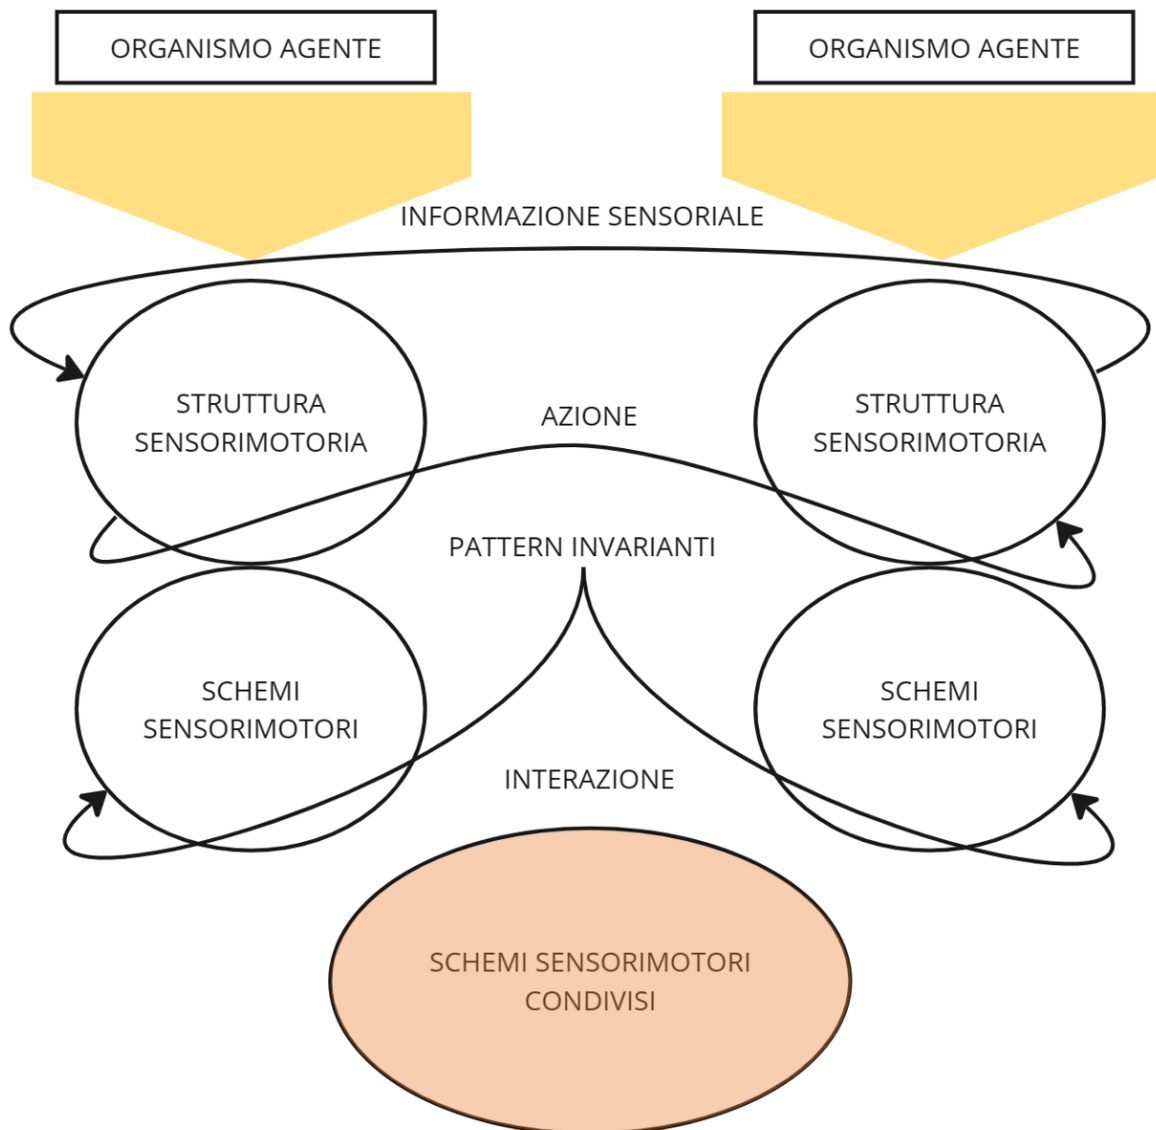 ORGANISMO AGENTE
ORGANISMO AGENTE
INFORMAZIONE SENSORIALE
STRUTTURA
SENSORIMOTORIA
STRUTTURA
SENSORIMOTORIA
AZIONE
PATTERN INVARIANTI
SCHEMI
SENSORIMOTORI
SCHEMI
SENSORIMOTORI
INTERAZIONE
SCHEMI SENSORIMOTORI
CONDIVISI